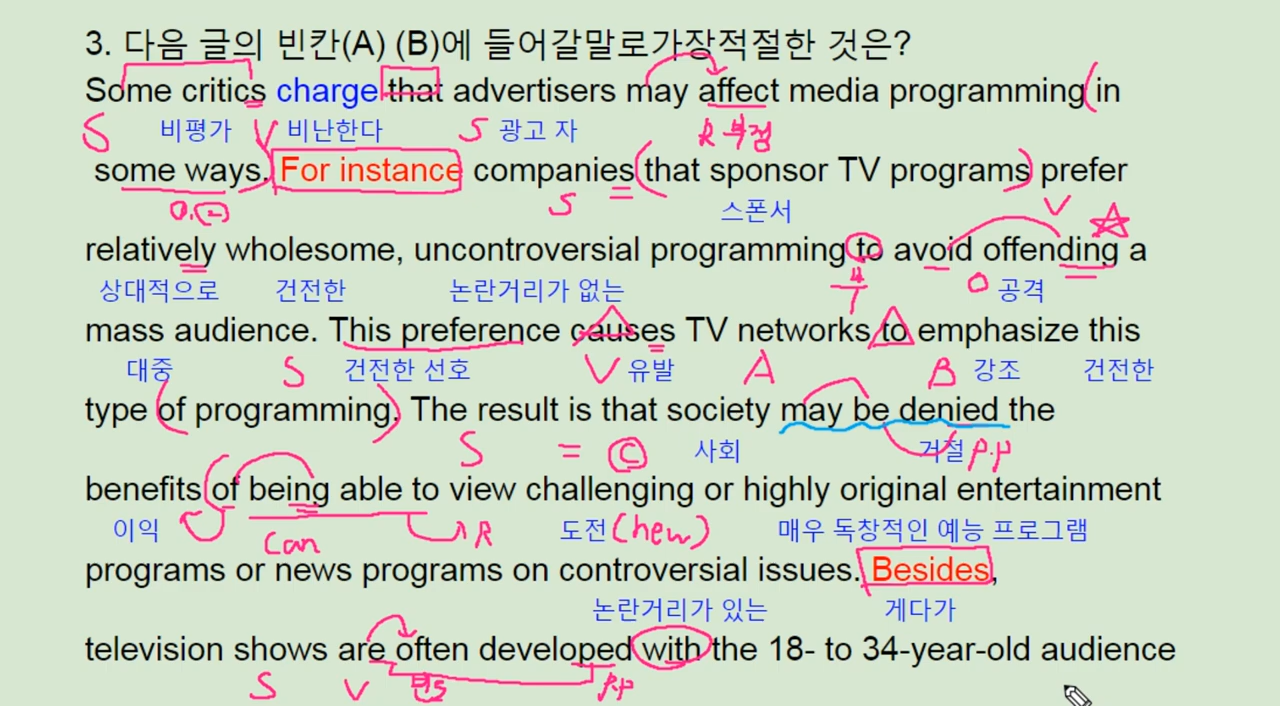 3. 다음 글의 빈칸(A) (B)에 들어갈말로가장적절한 것은?
Some critics charge that advertisers may affect media programming (in
S 비평가 V 비난한다 S 광고 자 R 부정
some ways.) For instance companies (that sponsor TV programs) prefer
S 스폰서 V
relatively wholesome, uncontroversial programming to avoid offending a
상대적으로 건전한 논란거리가 없는 O 공격
mass audience. This preference causes TV networks to emphasize this
대중 S 건전한 선호 V 유발 A B 강조 건전한
type (of programming). The result is that society may be denied the
S = C 사회 거절 p.p
benefits (of being able to view challenging or highly original entertainment
이익 can R 도전 (new) 매우 독창적인 예능 프로그램
programs or news programs on controversial issues. Besides,
논란거리가 있는 게다가
television shows are often developed with the 18- to 34-year-old audience
S V 빈도 p.p